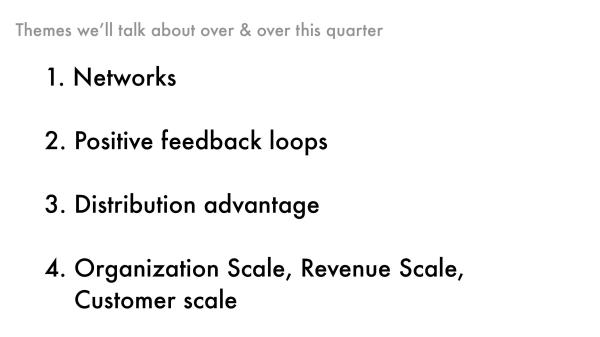 Themes we’ll talk about over & over this quarter
1. Networks
2. Positive feedback loops
3. Distribution advantage
4. Organization Scale, Revenue Scale,
Customer scale